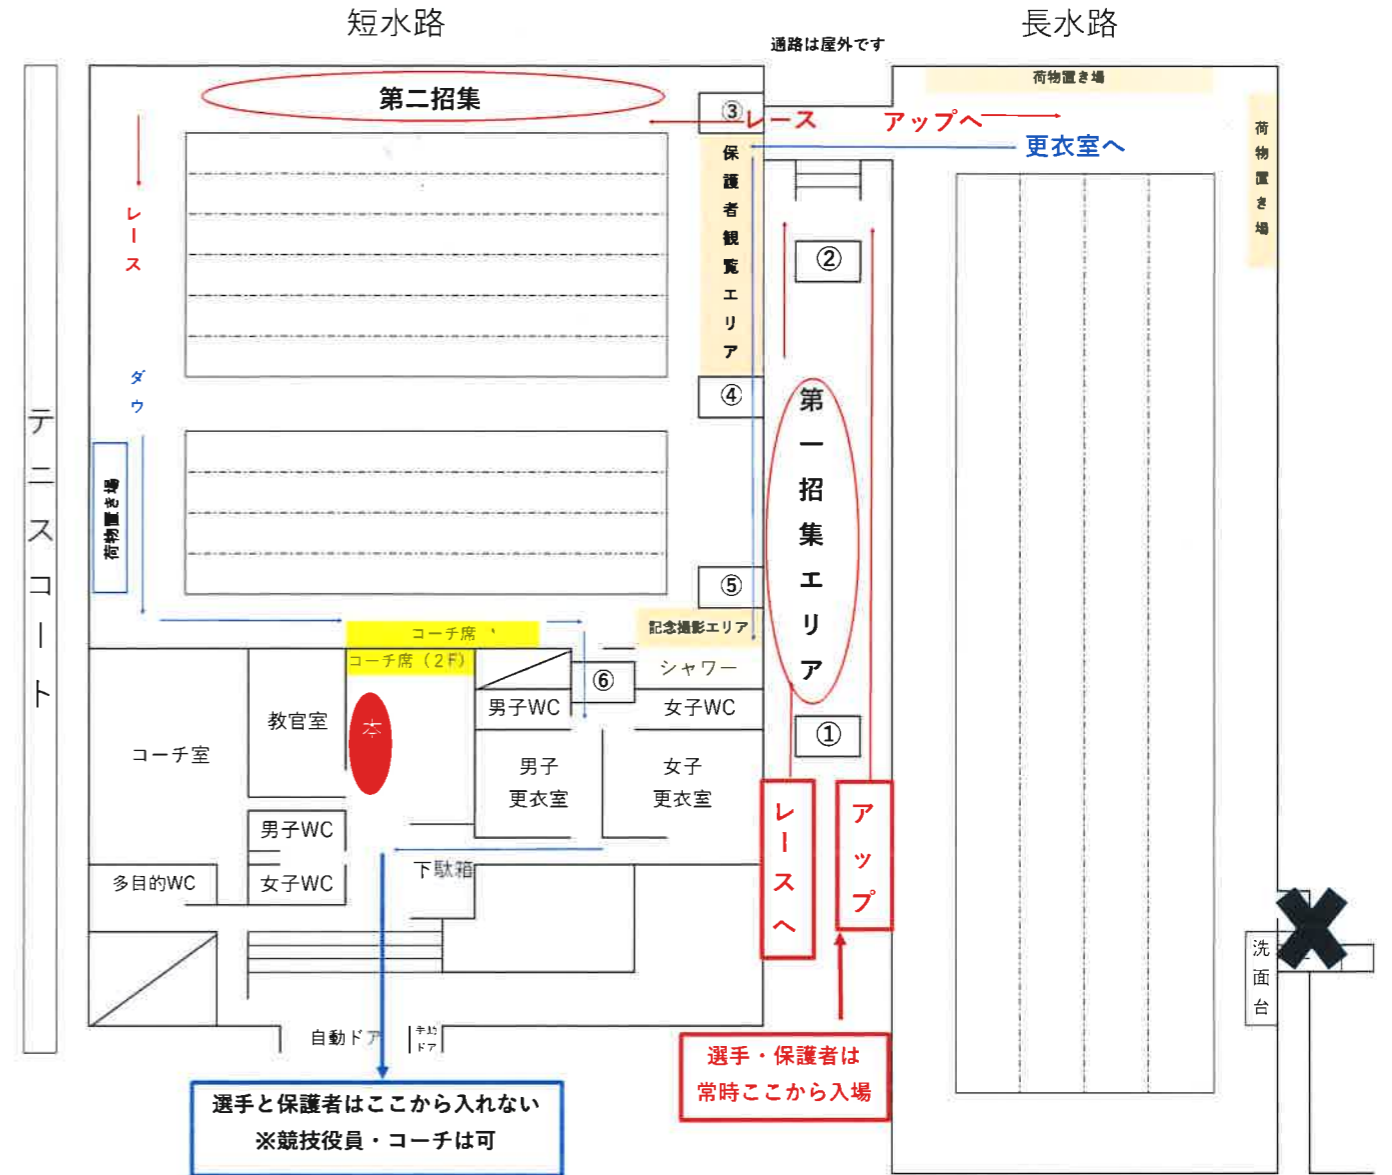 短水路
長水路
通路は屋外です
荷物置き場
第二招集
③
レース
アップへ
更衣室へ
荷物置き場
保護者観覧エリア
レース
②
ダウ
④
第一招集エリア
テニスコート
荷物置き場
⑤
コーチ席
記念撮影エリア
コーチ席（2F）
シャワー
⑥
教官室
本
男子WC
女子WC
①
コーチ室
男子
更衣室
女子
更衣室
レースへ
アップ
男子WC
下駄箱
多目的WC
女子WC
洗面台
自動ドア
手動
ドア
選手・保護者は
常時ここから入場
選手と保護者はここから入れない
※競技役員・コーチは可